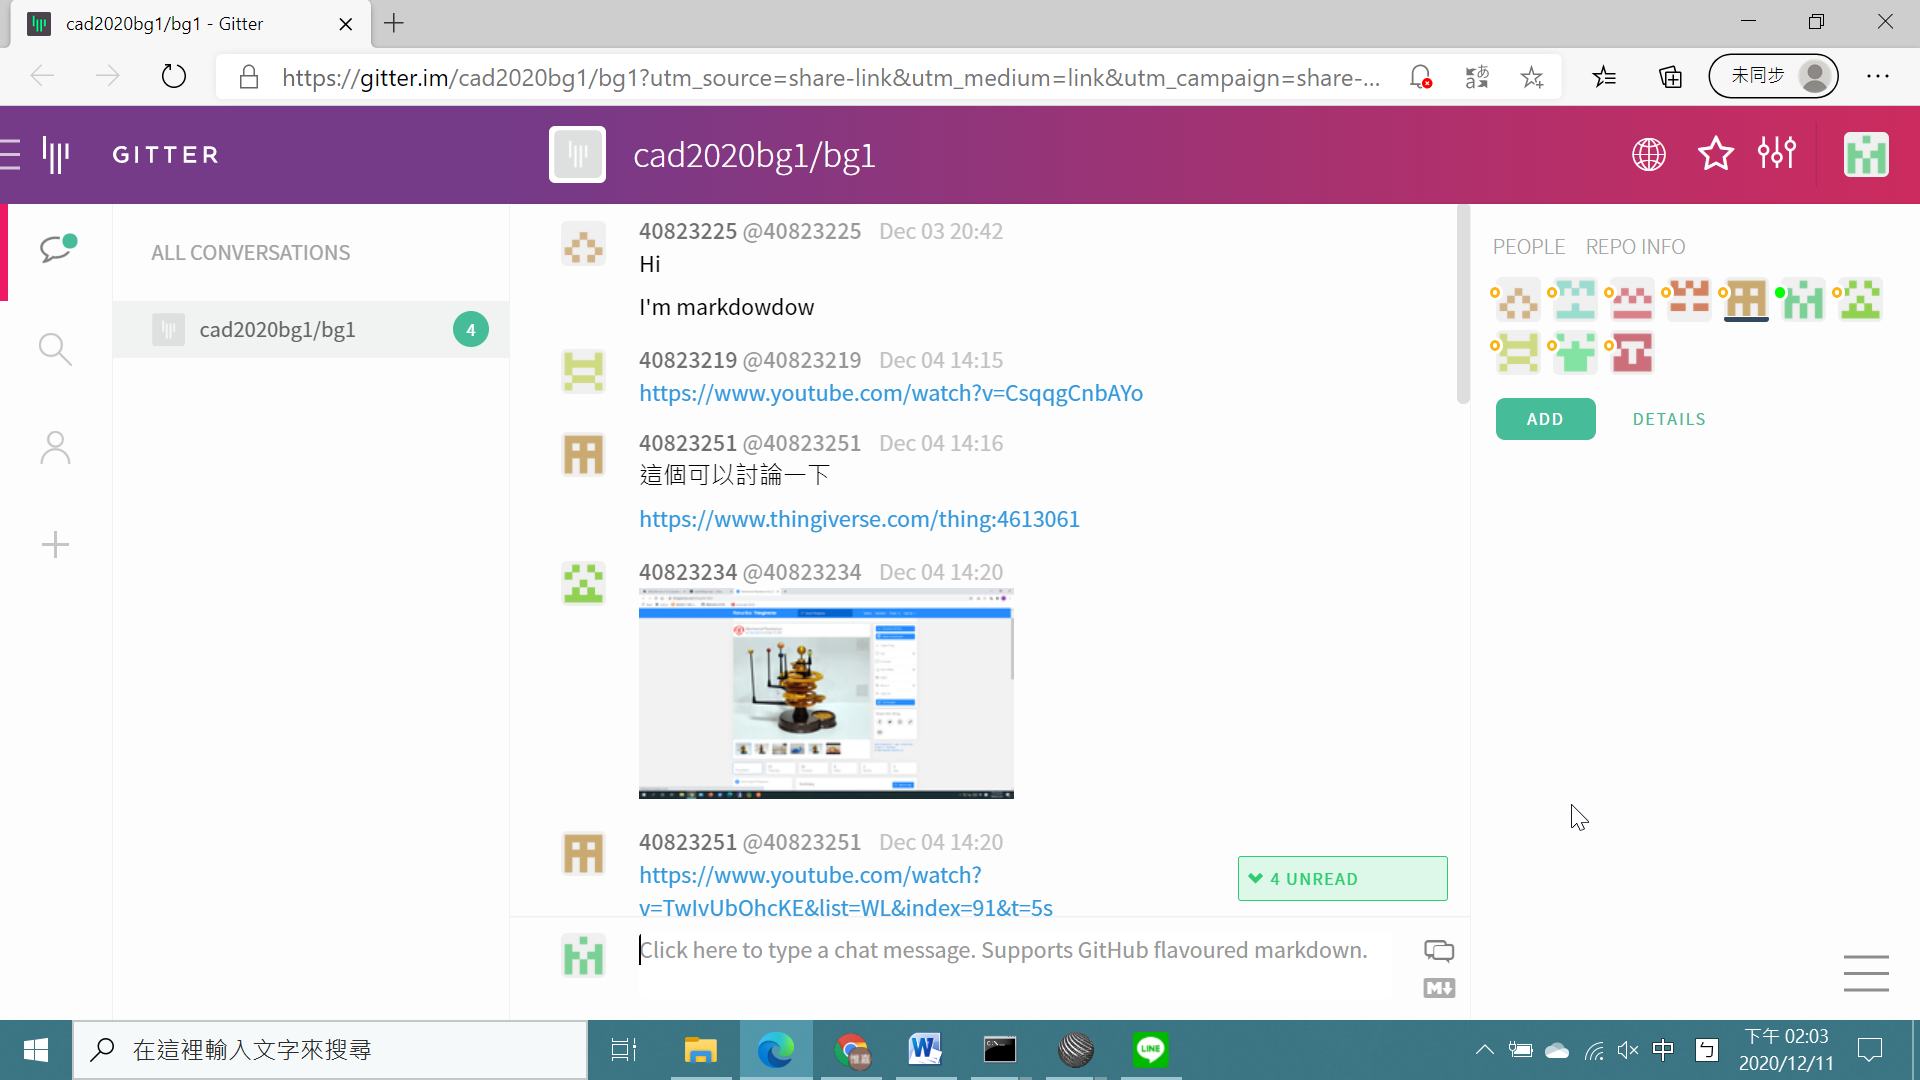 cad2020bg1/bg1 - Gitter
https://gitter.im/cad2020bg1/bg1?utm_source=share-link&utm_medium=link&utm_campaign=share-...
未同步
GITTER
cad2020bg1/bg1
ALL CONVERSATIONS
cad2020bg1/bg1
4
40823225 @40823225 Dec 03 20:42
Hi
I'm markdowdow
40823219 @40823219 Dec 04 14:15
https://www.youtube.com/watch?v=CsqqgCnbAYo
40823251 @40823251 Dec 04 14:16
這個可以討論一下
https://www.thingiverse.com/thing:4613061
40823234 @40823234 Dec 04 14:20
40823251 @40823251 Dec 04 14:20
https://www.youtube.com/watch?
v=TwIvUbOhcKE&list=WL&index=91&t=5s
4 UNREAD
Click here to type a chat message. Supports GitHub flavoured markdown.
M
PEOPLE REPO INFO
ADD DETAILS
在這裡輸入文字來搜尋
LINE
中
ㄅ
下午 02:03
2020/12/11